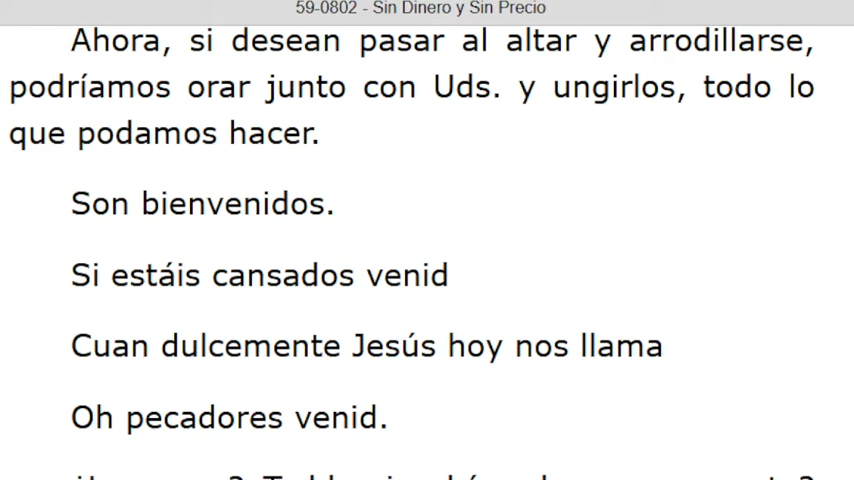 59-0802 - Sin Dinero y Sin Precio
Ahora, si desean pasar al altar y arrodillarse,
podríamos orar junto con Uds. y ungirlos, todo lo
que podamos hacer.
Son bienvenidos.
Si estáis cansados venid
Cuan dulcemente Jesús hoy nos llama
Oh pecadores venid.